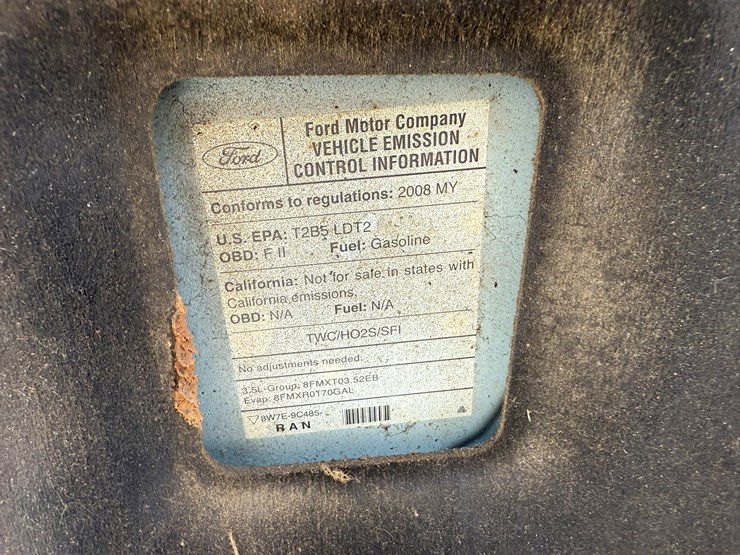 Ford
Ford Motor Company
VEHICLE EMISSION
CONTROL INFORMATION
Conforms to regulations: 2008 MY
U.S. EPA: T2B5 LDT2
OBD: F II Fuel: Gasoline
California: Not for sale in states with
California emissions.
OBD: N/A Fuel: N/A
TWC/HO2S/SFI
No adjustments needed.
3.5L-Group: 8FMXT03.52EB
Evap: 8FMXR0170GAL
8W7E-9C485-
RAN